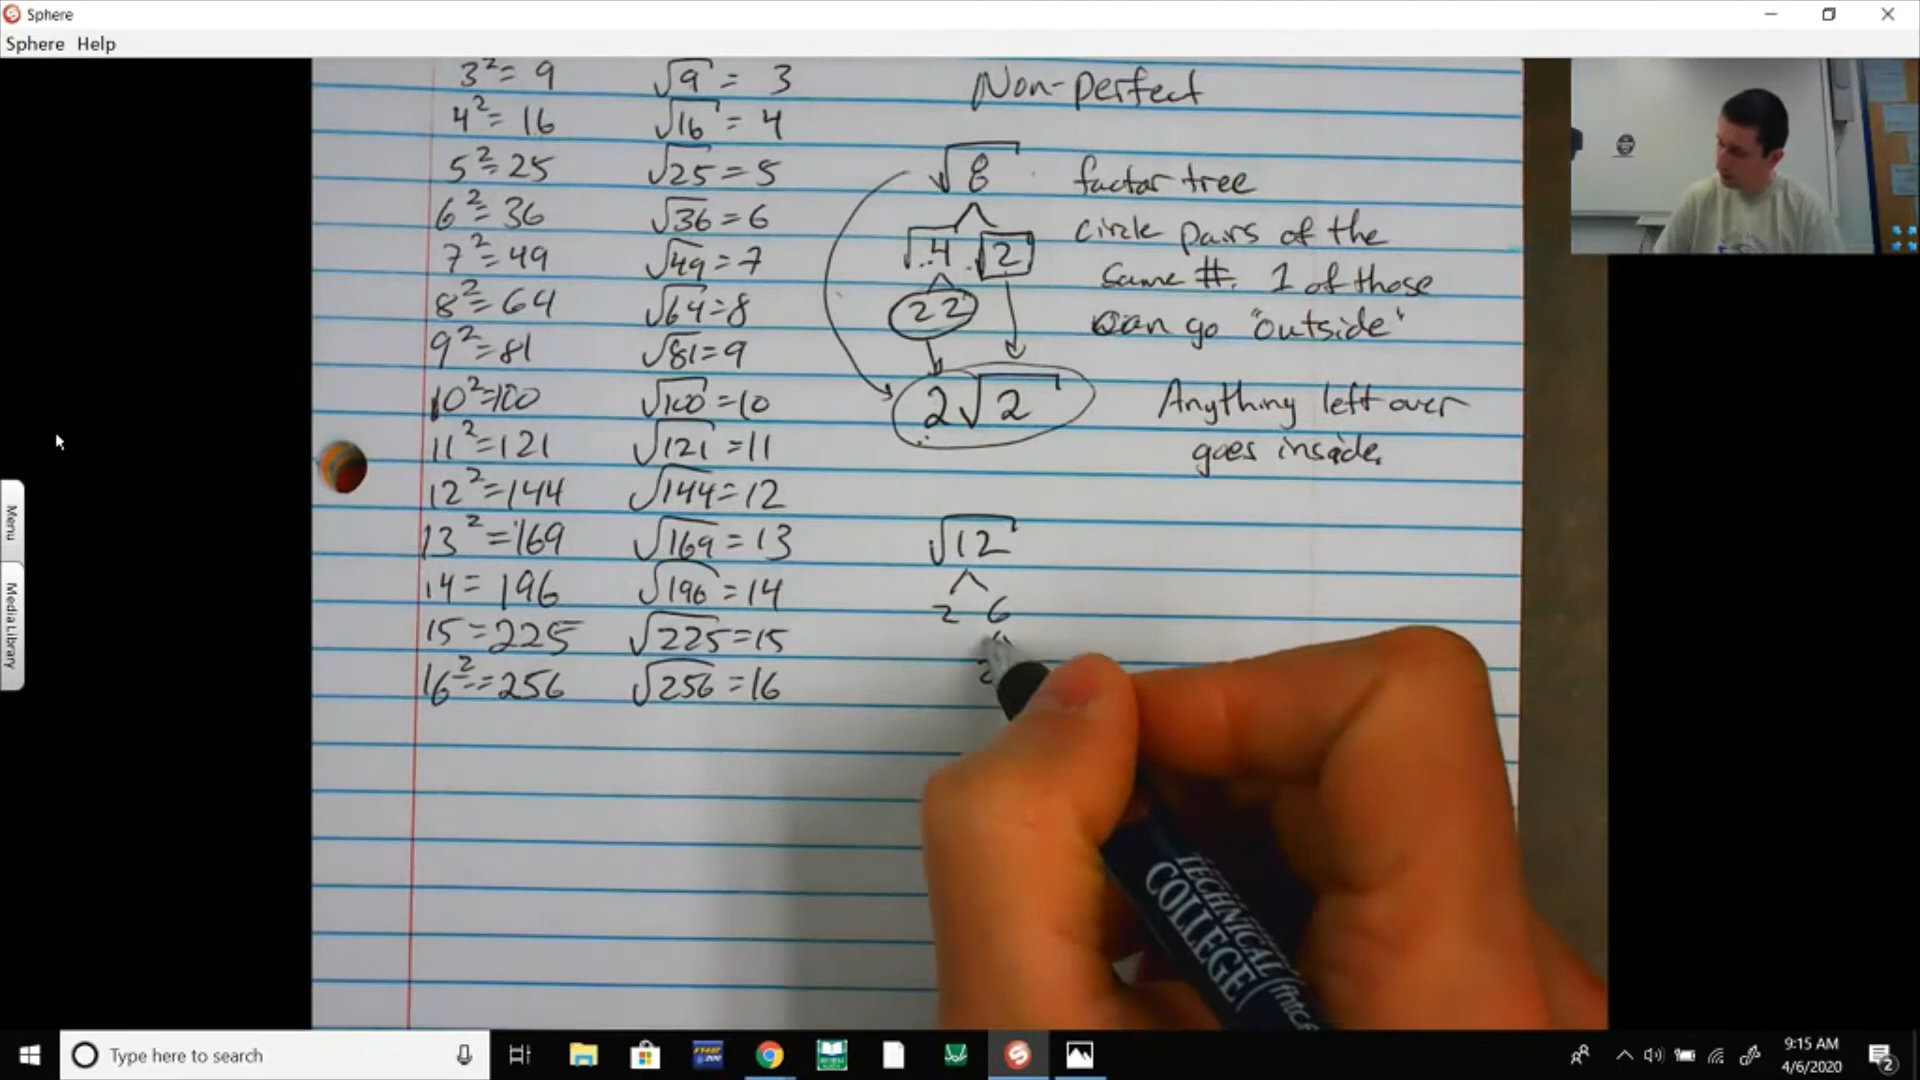 Sphere
Sphere Help
3² = 9 √9 = 3
4² = 16 √16 = 4
5² = 25 √25 = 5
6² = 36 √36 = 6
7² = 49 √49 = 7
8² = 64 √64 = 8
9² = 81 √81 = 9
10² = 100 √100 = 10
11² = 121 √121 = 11
12² = 144 √144 = 12
13² = 169 √169 = 13
14 = 196 √196 = 14
15 = 225 √225 = 15
16² = 256 √256 = 16
Non-perfect
√8
√4 √2
2 2
2√2
factor tree
circle pairs of the
same #. 1 of those
can go "outside"
Anything left over
goes inside.
√12
2 6
2
Menu
Media Library
TECHNICAL
COLLEGE
Type here to search
9:15 AM
4/6/2020
2